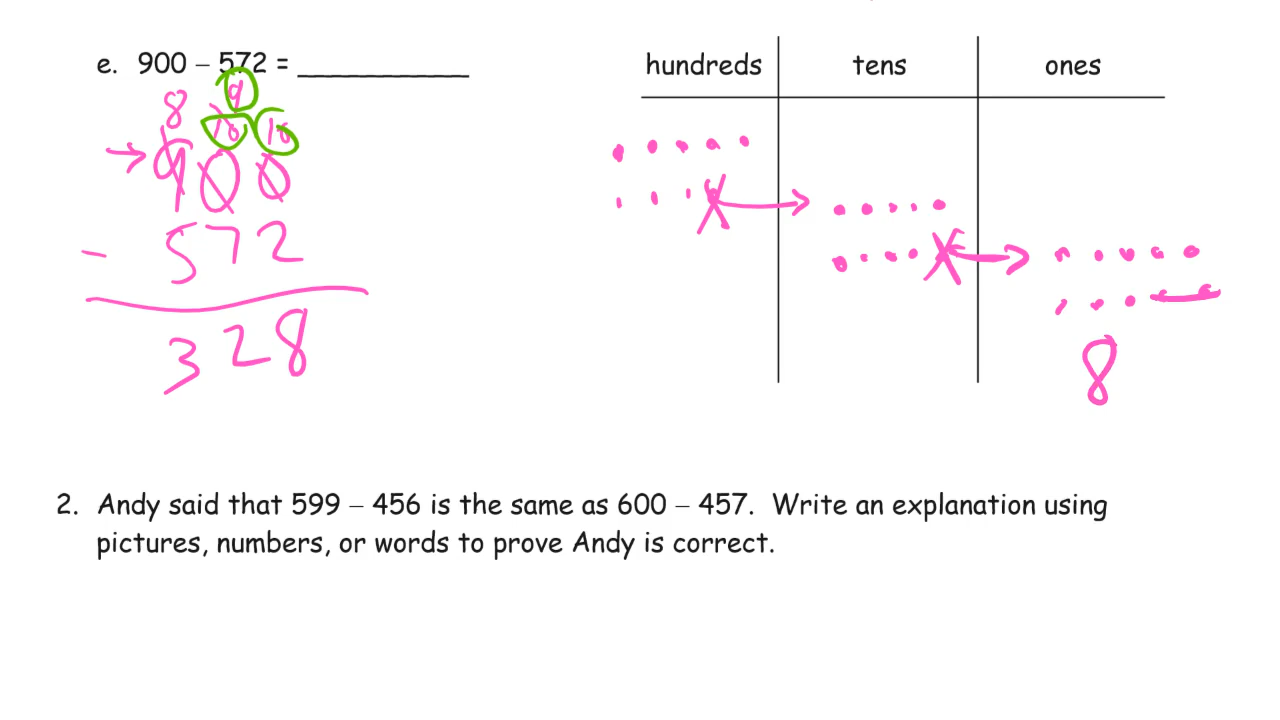 e. 900 – 572 = ____________
hundreds tens ones
9
8 10 10
900
- 572
328
8
2. Andy said that 599 – 456 is the same as 600 – 457. Write an explanation using
pictures, numbers, or words to prove Andy is correct.